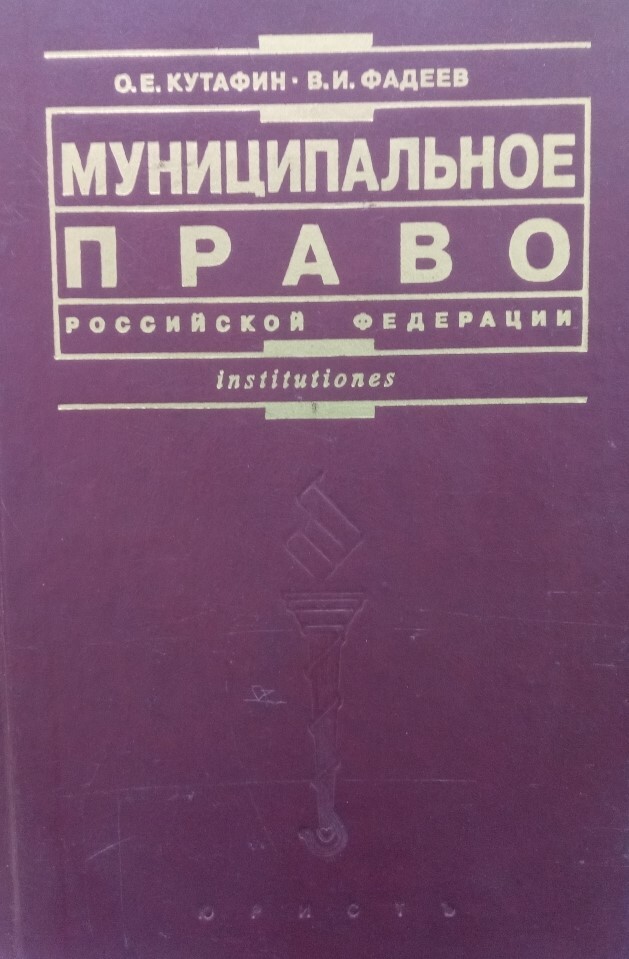 О.Е. КУТАФИН · В.И. ФАДЕЕВ
МУНИЦИПАЛЬНОЕ
ПРАВО
РОССИЙСКОЙ ФЕДЕРАЦИИ
institutiones
ЮРИСТЪ